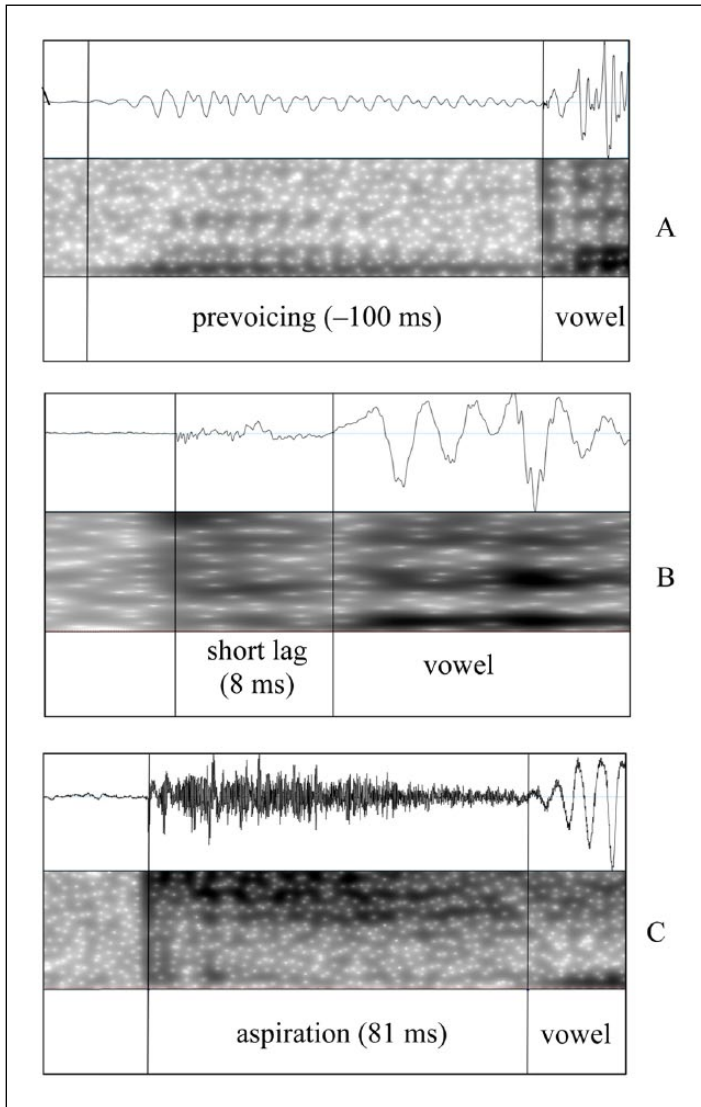 A
prevoicing (–100 ms)
vowel
B
short lag
(8 ms)
vowel
C
aspiration (81 ms)
vowel